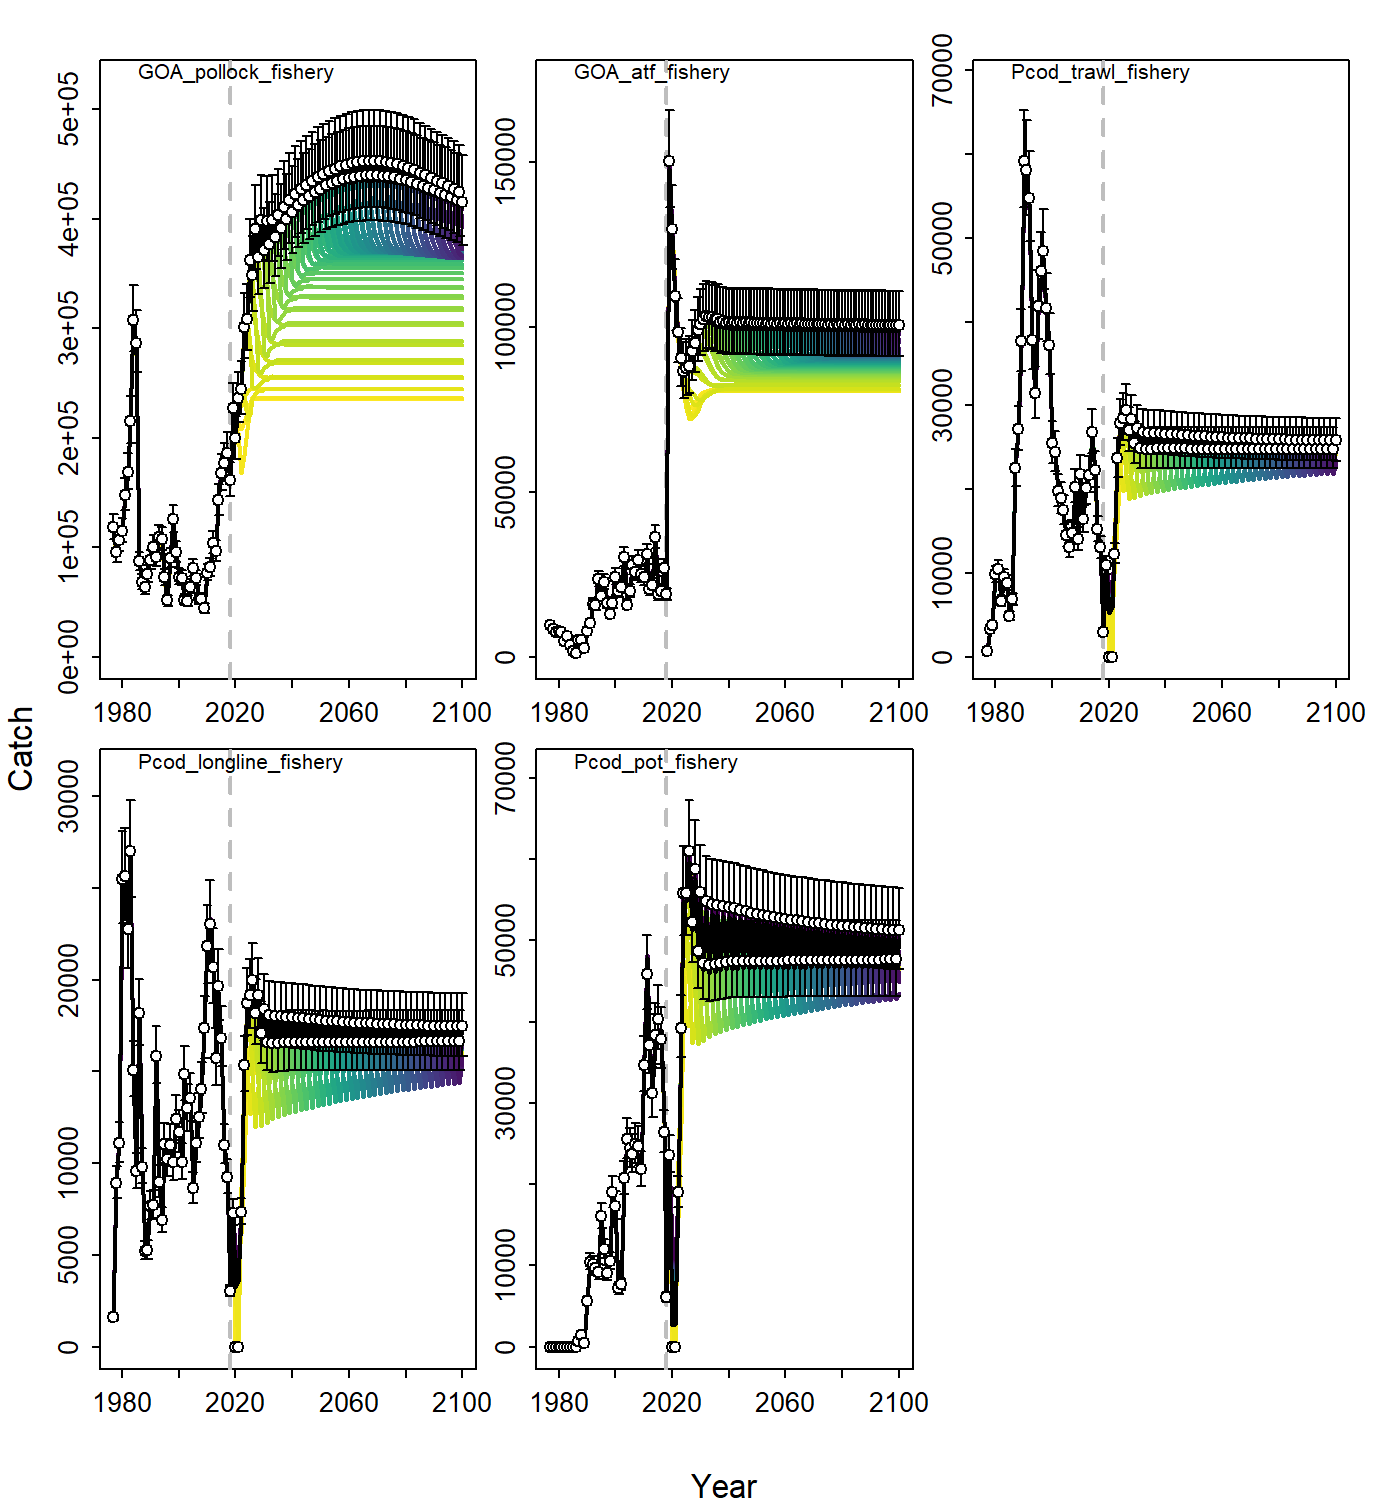 GOA_pollock_fishery
0e+00 1e+05 2e+05 3e+05 4e+05 5e+05
1980 2020 2060 2100
GOA_atf_fishery
0 50000 100000 150000
1980 2020 2060 2100
Pcod_trawl_fishery
0 10000 30000 50000 70000
1980 2020 2060 2100
Catch
Pcod_longline_fishery
0 5000 10000 20000 30000
1980 2020 2060 2100
Pcod_pot_fishery
0 10000 30000 50000 70000
1980 2020 2060 2100
Year